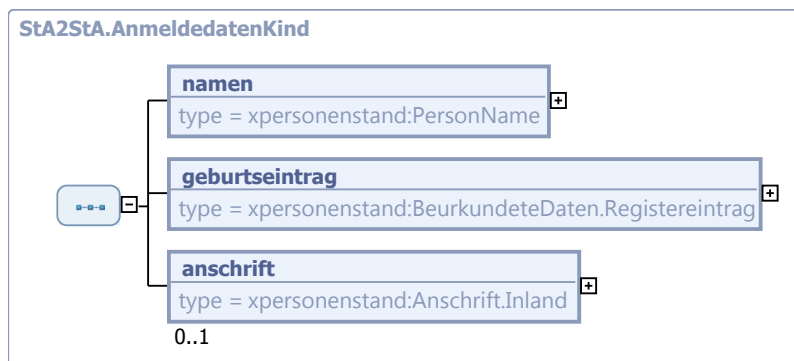 StA2StA.AnmeldedatenKind
namen
type = xpersonenstand:PersonName
geburtseintrag
type = xpersonenstand:BeurkundeteDaten.Registereintrag
anschrift
type = xpersonenstand:Anschrift.Inland
0..1